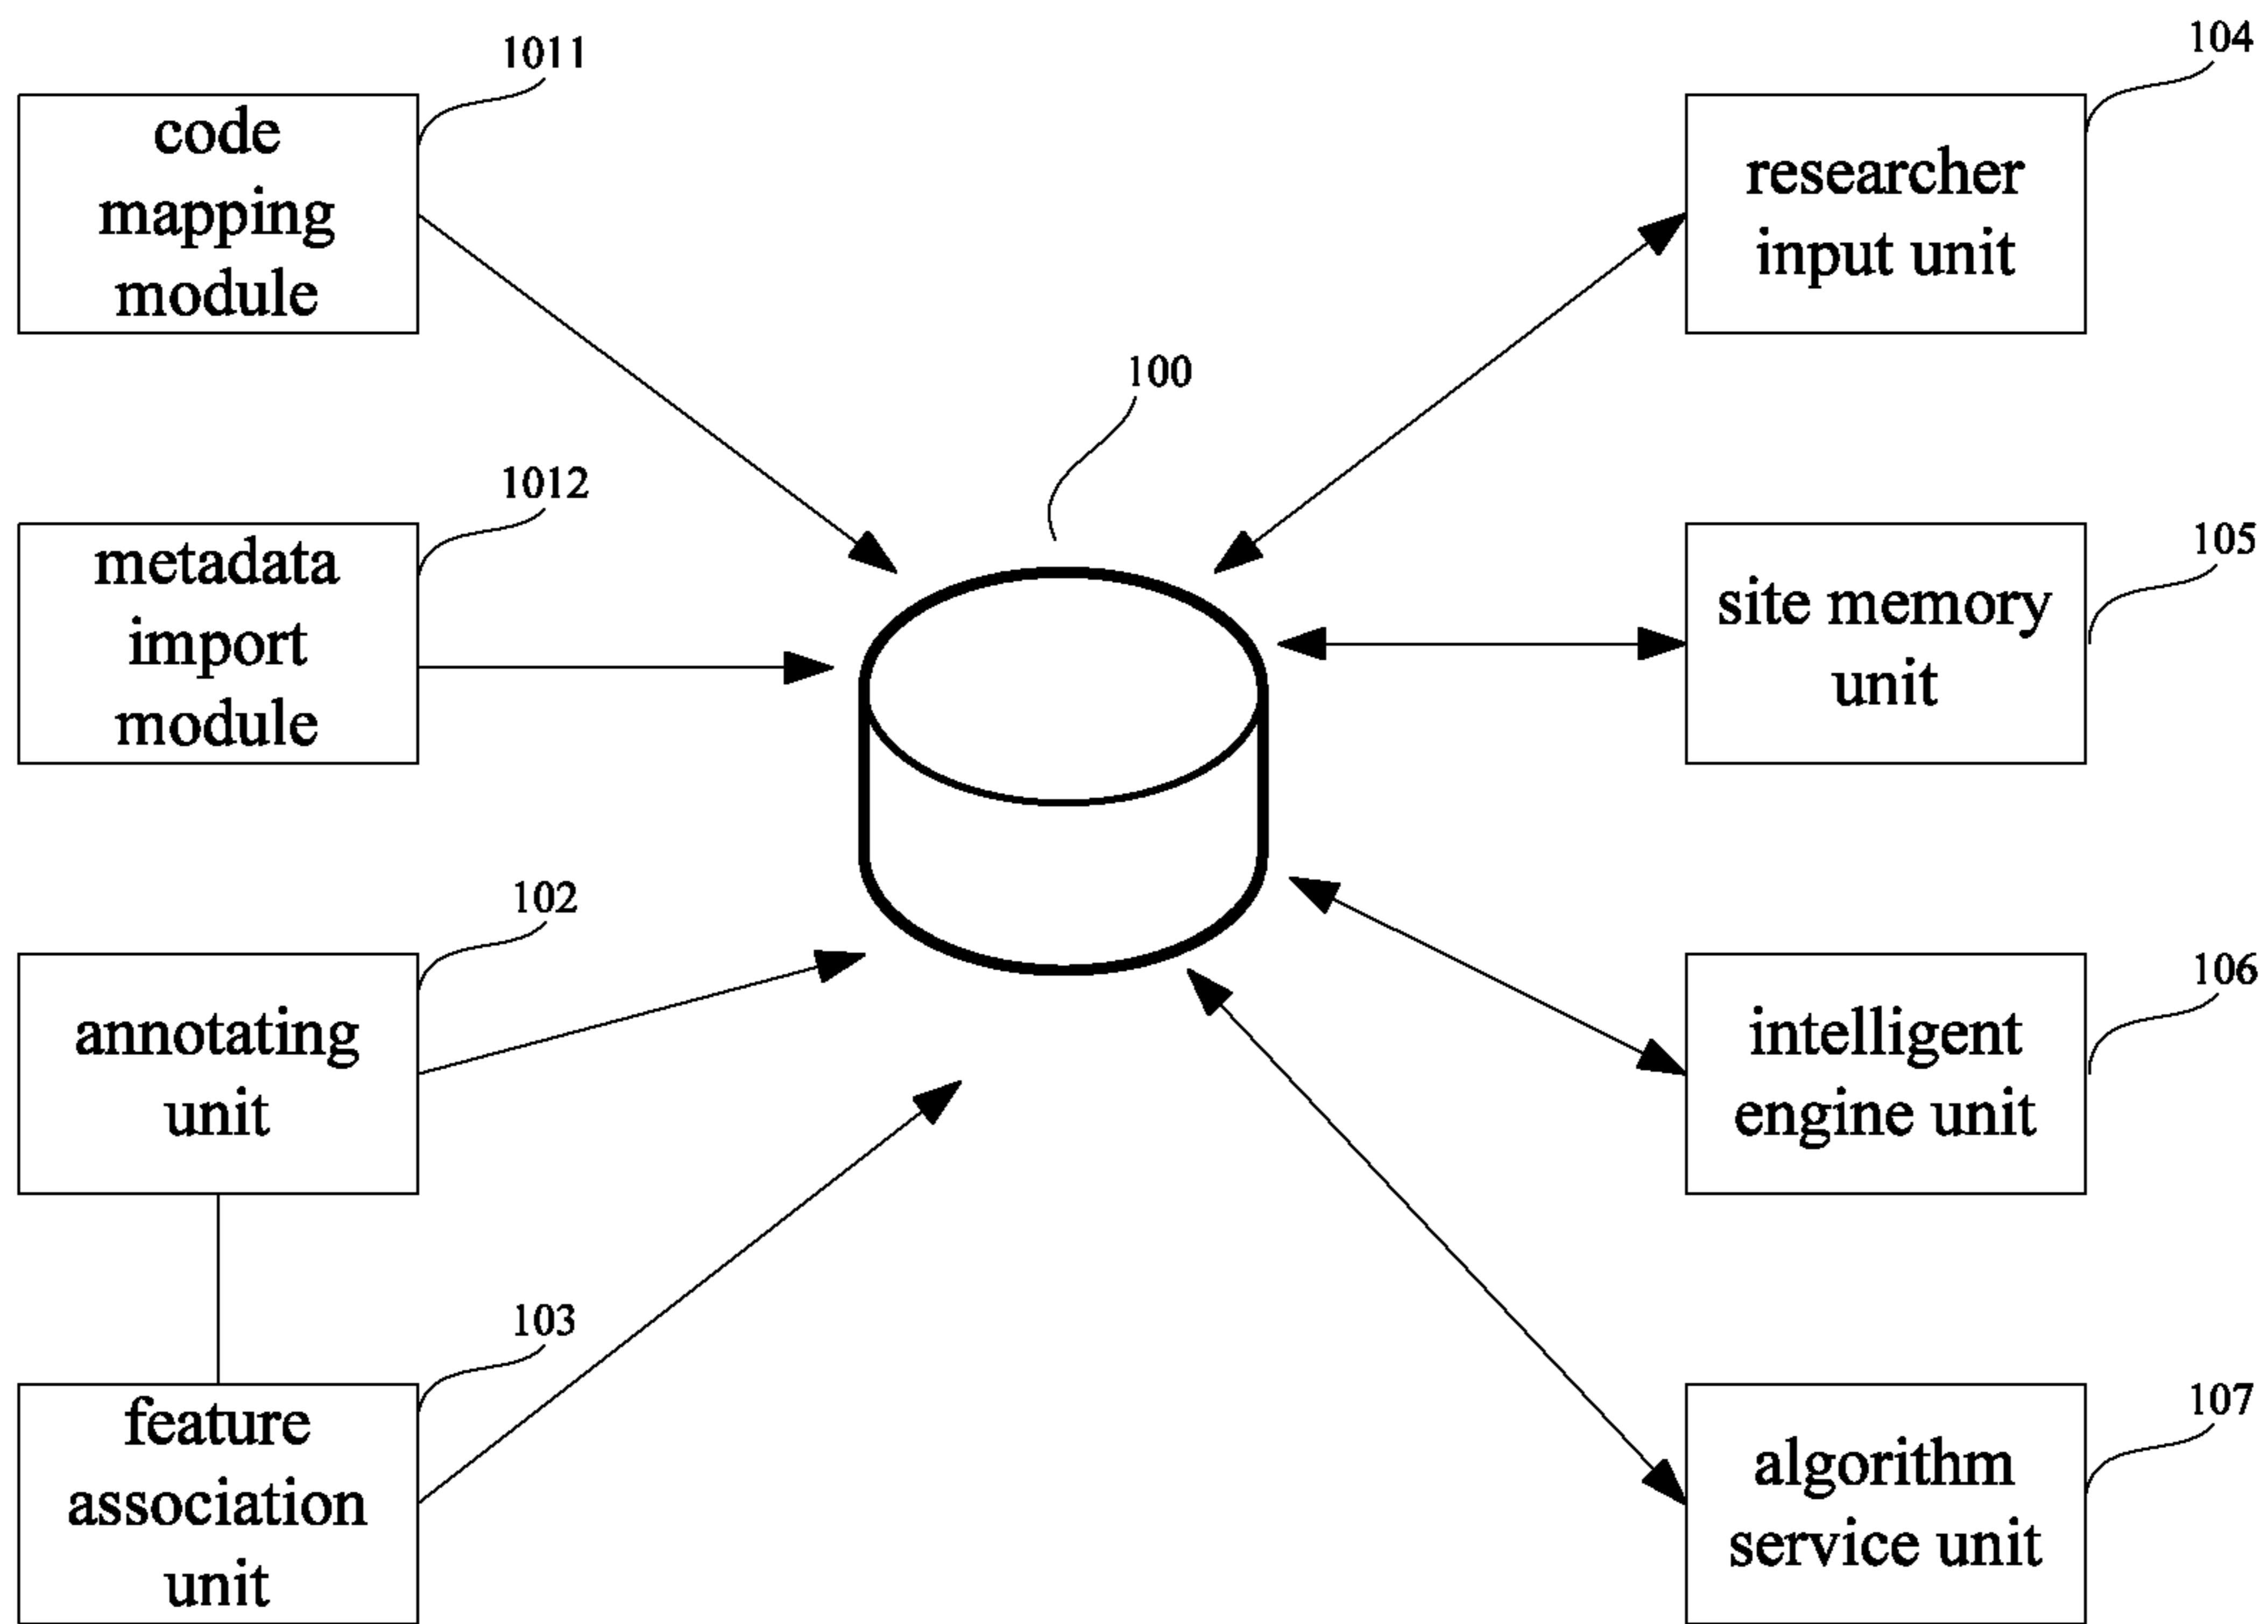 1011
code
mapping
module
1012
metadata
import
module
102
annotating
unit
103
feature
association
unit
100
104
researcher
input unit
105
site memory
unit
106
intelligent
engine unit
107
algorithm
service unit